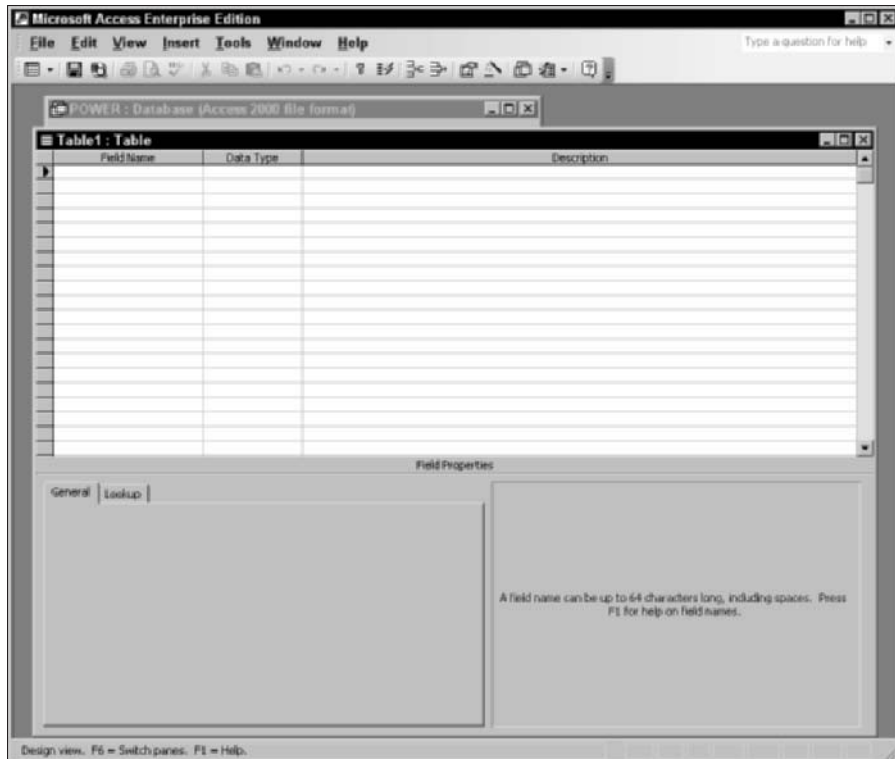 Microsoft Access Enterprise Edition
File Edit View Insert Tools Window Help Type a question for help
POWER : Database (Access 2000 file format)
Table1 : Table
Field Name Data Type Description
Field Properties
General Lookup
A field name can be up to 64 characters long, including spaces. Press
F1 for help on field names.
Design view. F6 = Switch panes. F1 = Help.